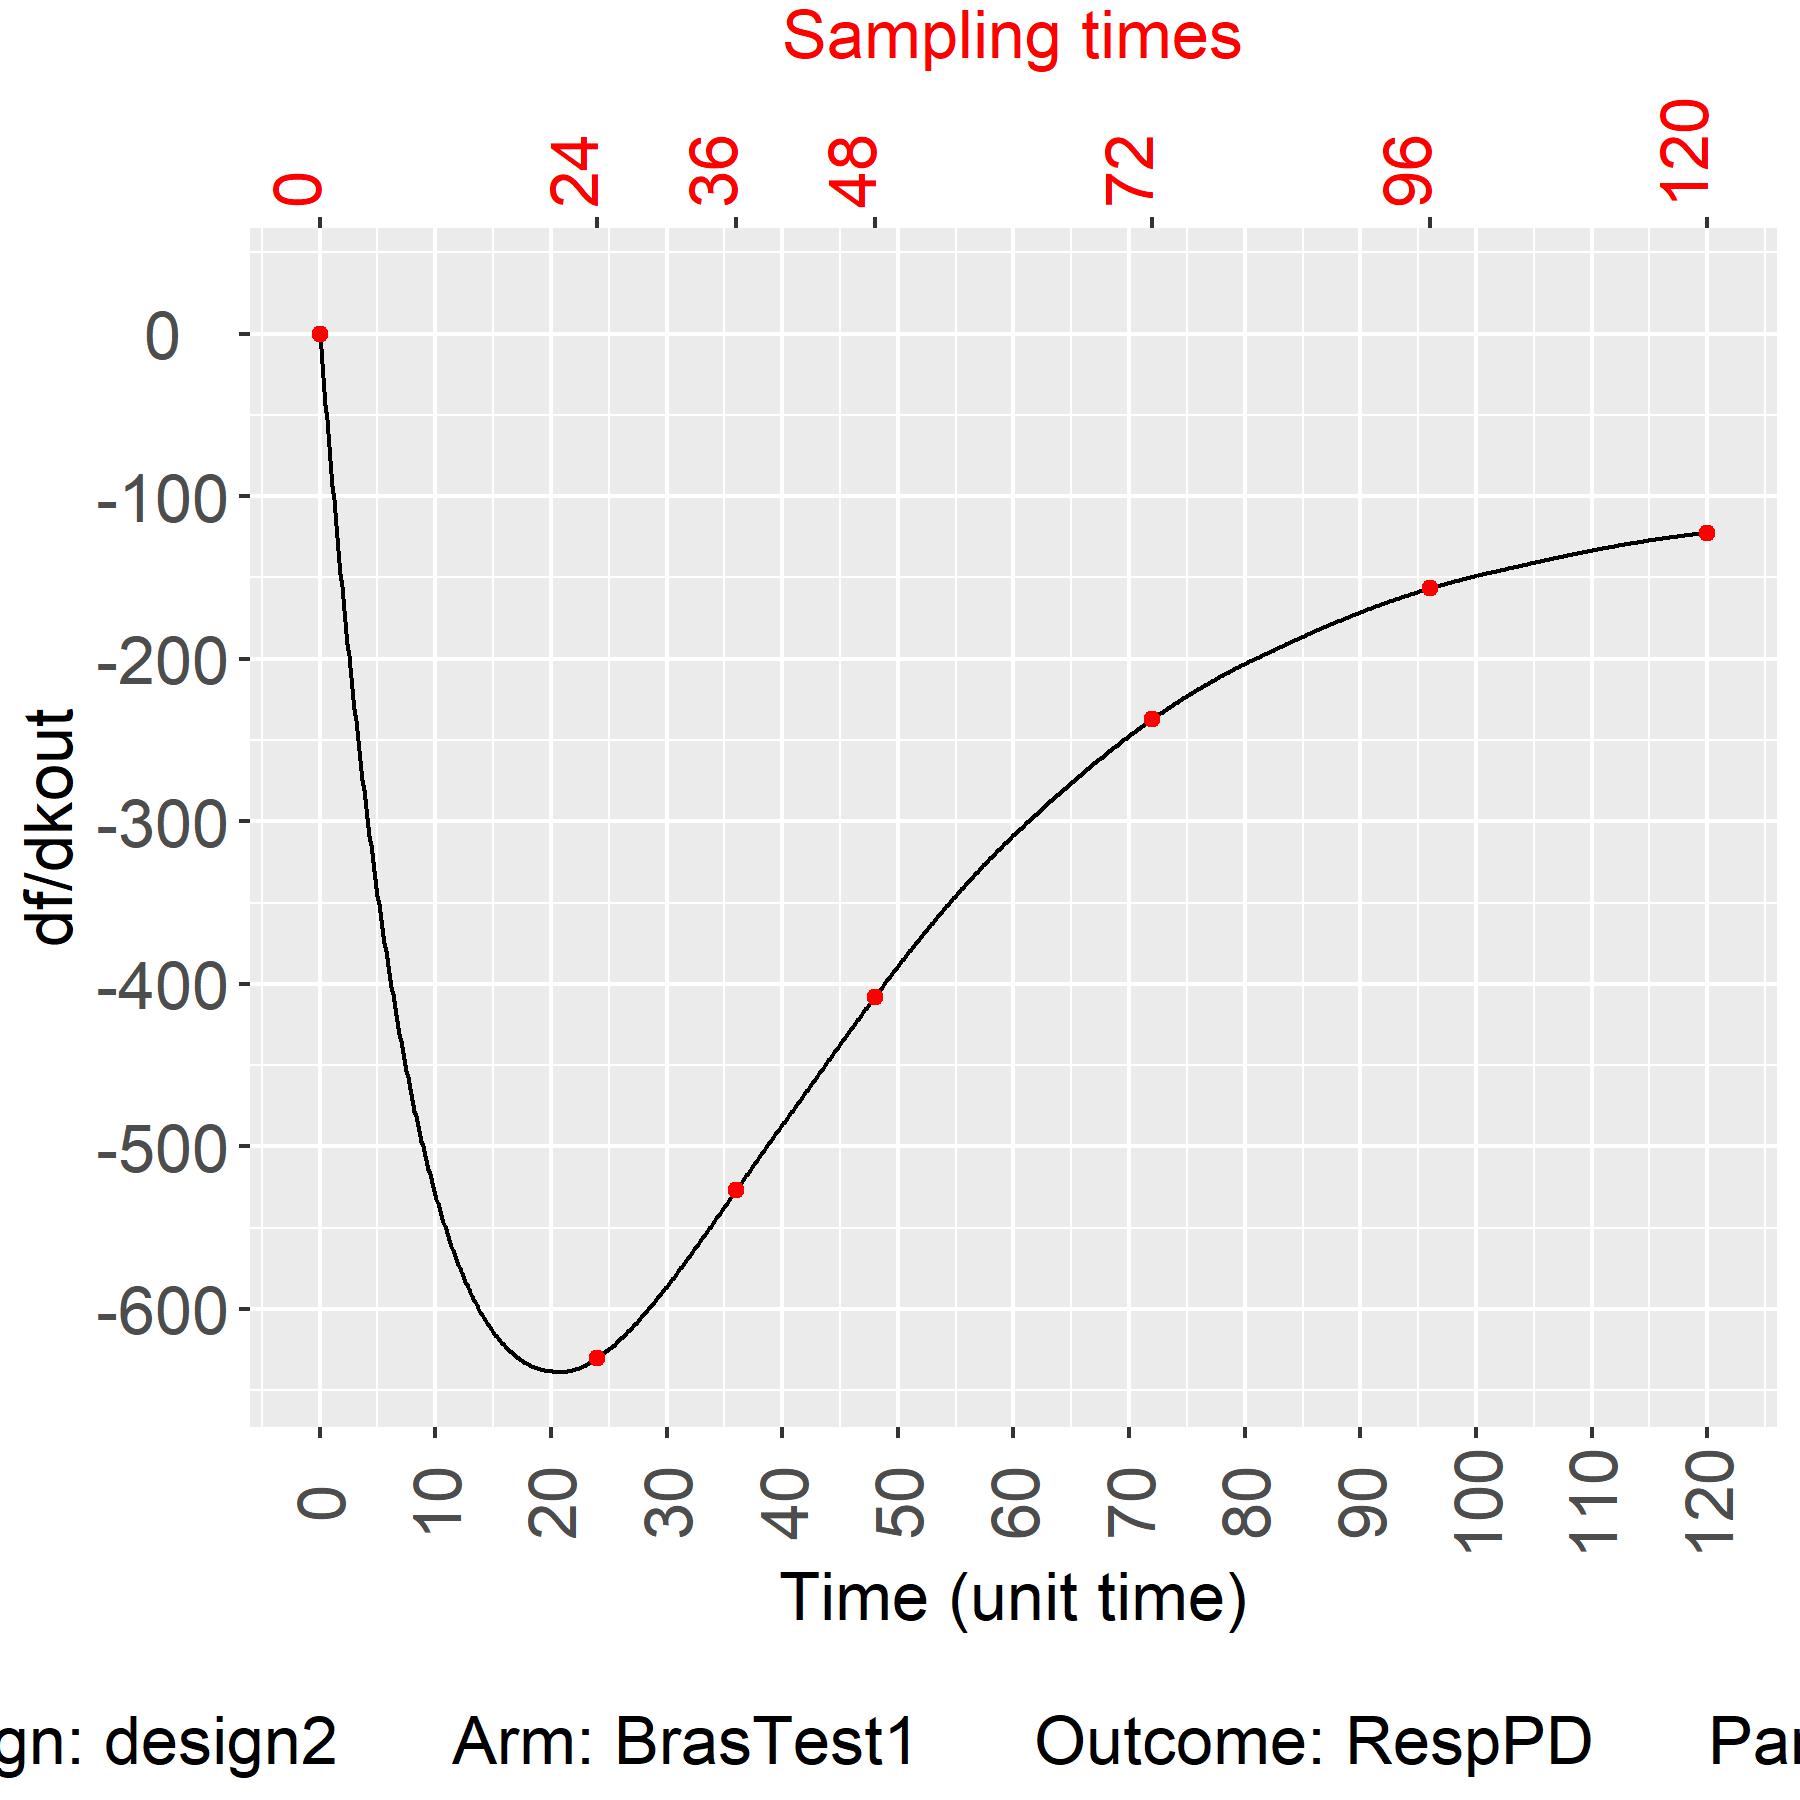 Sampling times
0 24 36 48 72 96 120
df/dkout
0
-100
-200
-300
-400
-500
-600
0 10 20 30 40 50 60 70 80 90 100 110 120
Time (unit time)
gn: design2 Arm: BrasTest1 Outcome: RespPD Par